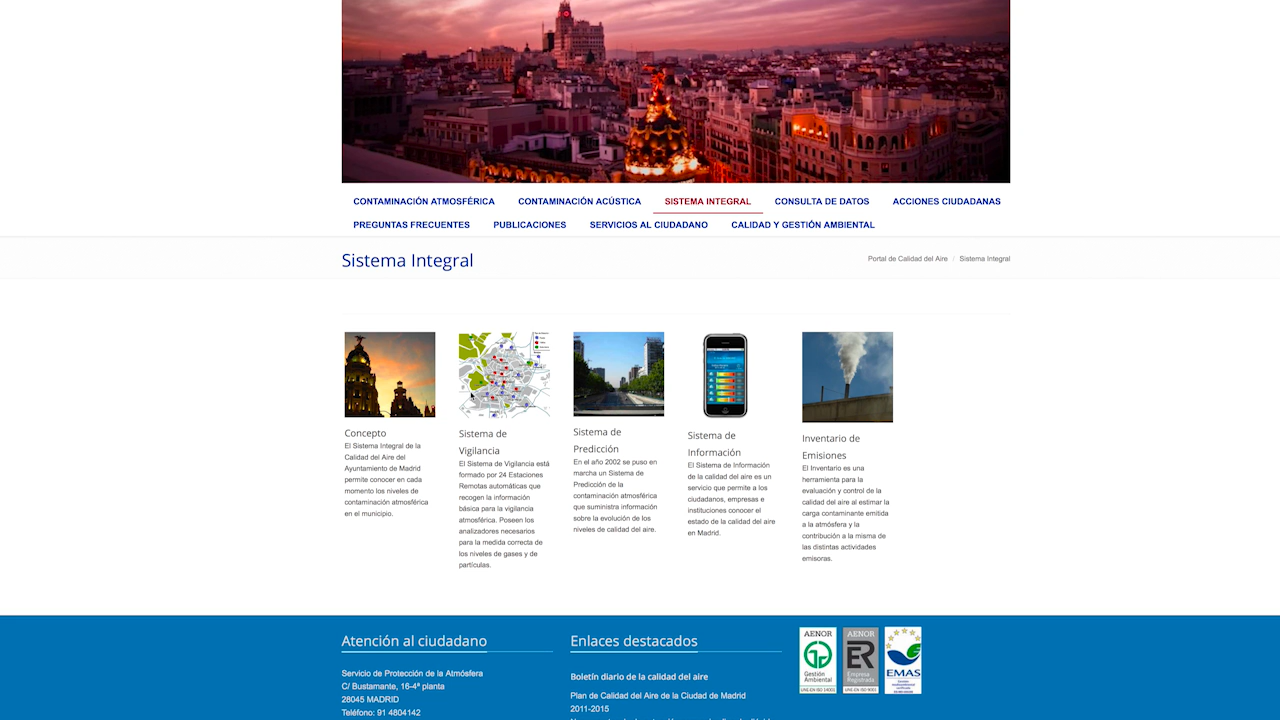 CONTAMINACIÓN ATMOSFÉRICA CONTAMINACIÓN ACÚSTICA SISTEMA INTEGRAL CONSULTA DE DATOS ACCIONES CIUDADANAS
PREGUNTAS FRECUENTES PUBLICACIONES SERVICIOS AL CIUDADANO CALIDAD Y GESTIÓN AMBIENTAL
Sistema Integral
Portal de Calidad del Aire / Sistema Integral
Concepto
El Sistema Integral de la
Calidad del Aire del
Ayuntamiento de Madrid
permite conocer en cada
momento los niveles de
contaminación atmosférica
en el municipio.
Sistema de
Vigilancia
El Sistema de Vigilancia está
formado por 24 Estaciones
Remotas automáticas que
recogen la información
básica para la vigilancia
atmosférica. Poseen los
analizadores necesarios
para la medida correcta de
los niveles de gases y de
partículas.
Sistema de
Predicción
En el año 2002 se puso en
marcha un Sistema de
Predicción de la
contaminación atmosférica
que suministra información
sobre la evolución de los
niveles de calidad del aire.
Sistema de
Información
El Sistema de Información
de la calidad del aire es un
servicio que permite a los
ciudadanos, empresas e
instituciones conocer el
estado de la calidad del aire
en Madrid.
Inventario de
Emisiones
El Inventario es una
herramienta para la
evaluación y control de la
calidad del aire al estimar la
carga contaminante emitida
a la atmósfera y la
contribución a la misma de
las distintas actividades
emisoras.
Atención al ciudadano
Servicio de Protección de la Atmósfera
C/ Bustamante, 16-4ª planta
28045 MADRID
Teléfono: 91 4804142
Enlaces destacados
Boletín diario de la calidad del aire
Plan de Calidad del Aire de la Ciudad de Madrid
2011-2015
AENOR
Gestión
Ambiental
UNE-EN ISO 14001
AENOR
ER
Empresa
Registrada
UNE-EN ISO 9001
EMAS